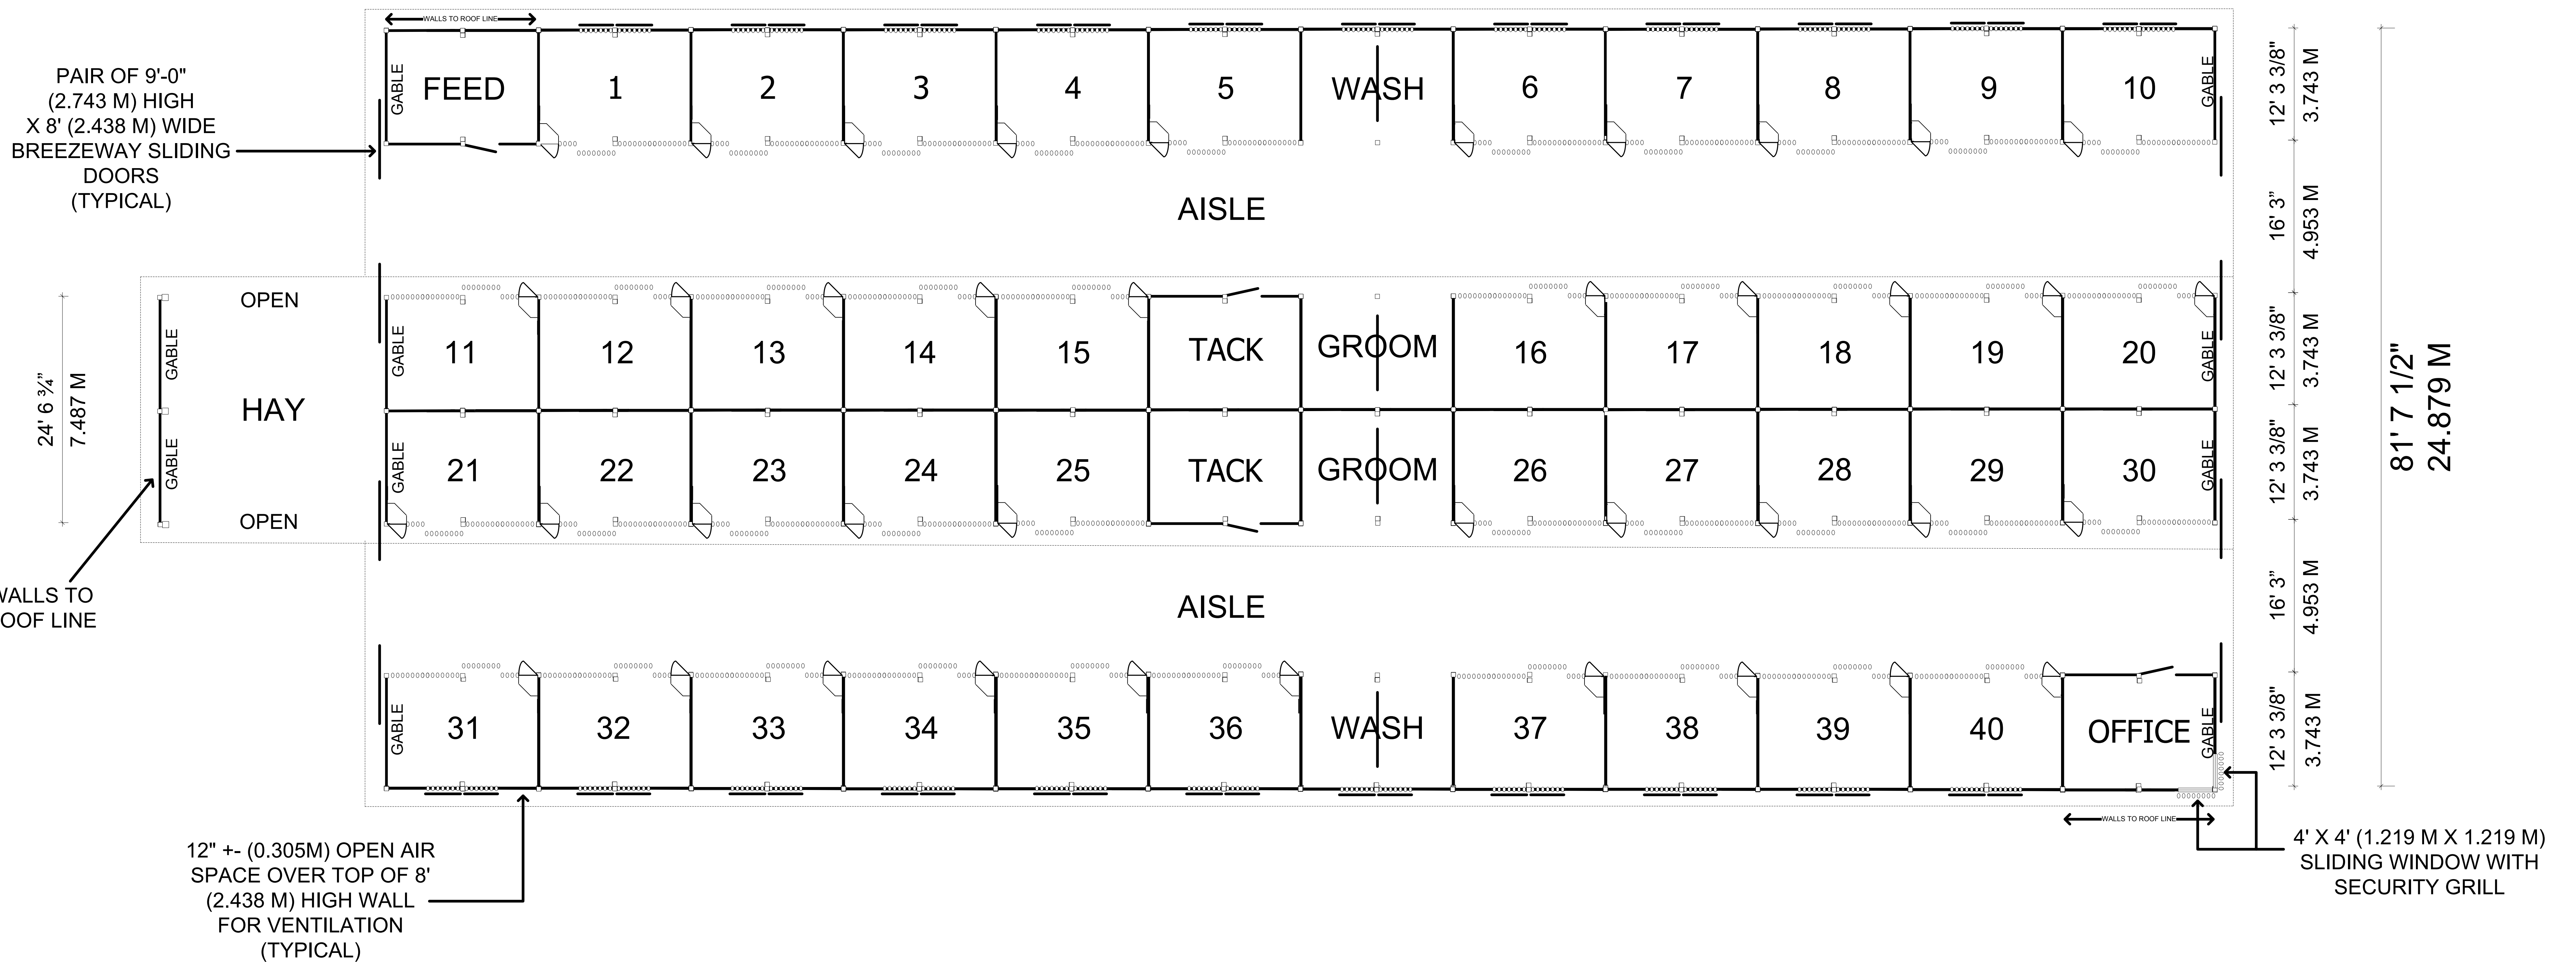 WALLS TO ROOF LINE
PAIR OF 9'-0"
(2.743 M) HIGH
X 8' (2.438 M) WIDE
BREEZEWAY SLIDING
DOORS
(TYPICAL)
GABLE
FEED
1
2
3
4
5
WASH
6
7
8
9
10
GABLE
12' 3 3/8"
3.743 M
AISLE
16' 3”
4.953 M
24' 6 ¾”
7.487 M
OPEN
GABLE
HAY
GABLE
OPEN
GABLE
11
12
13
14
15
TACK
GROOM
16
17
18
19
20
GABLE
12' 3 3/8"
3.743 M
GABLE
21
22
23
24
25
TACK
GROOM
26
27
28
29
30
GABLE
12' 3 3/8"
3.743 M
81' 7 1/2"
24.879 M
WALLS TO
OOF LINE
AISLE
16' 3”
4.953 M
GABLE
31
32
33
34
35
36
WASH
37
38
39
40
OFFICE
GABLE
12' 3 3/8"
3.743 M
WALLS TO ROOF LINE
12" +- (0.305M) OPEN AIR
SPACE OVER TOP OF 8'
(2.438 M) HIGH WALL
FOR VENTILATION
(TYPICAL)
4' X 4' (1.219 M X 1.219 M)
SLIDING WINDOW WITH
SECURITY GRILL